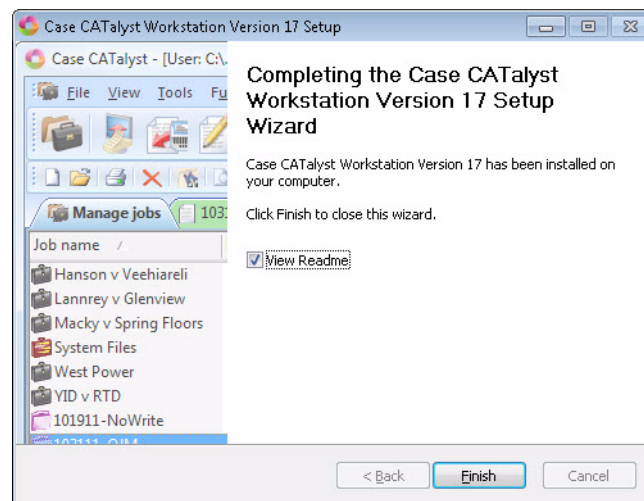 Case CATalyst Workstation Version 17 Setup
Case CATalyst - [User: C:\
File View Tools Fu
Manage jobs 103
Job name
Hanson v Veehiareli
Lannrey v Glenview
Macky v Spring Floors
System Files
West Power
YID v RTD
101911-NoWrite
Completing the Case CATalyst
Workstation Version 17 Setup
Wizard
Case CATalyst Workstation Version 17 has been installed on
your computer.
Click Finish to close this wizard.
View Readme
< Back Finish Cancel